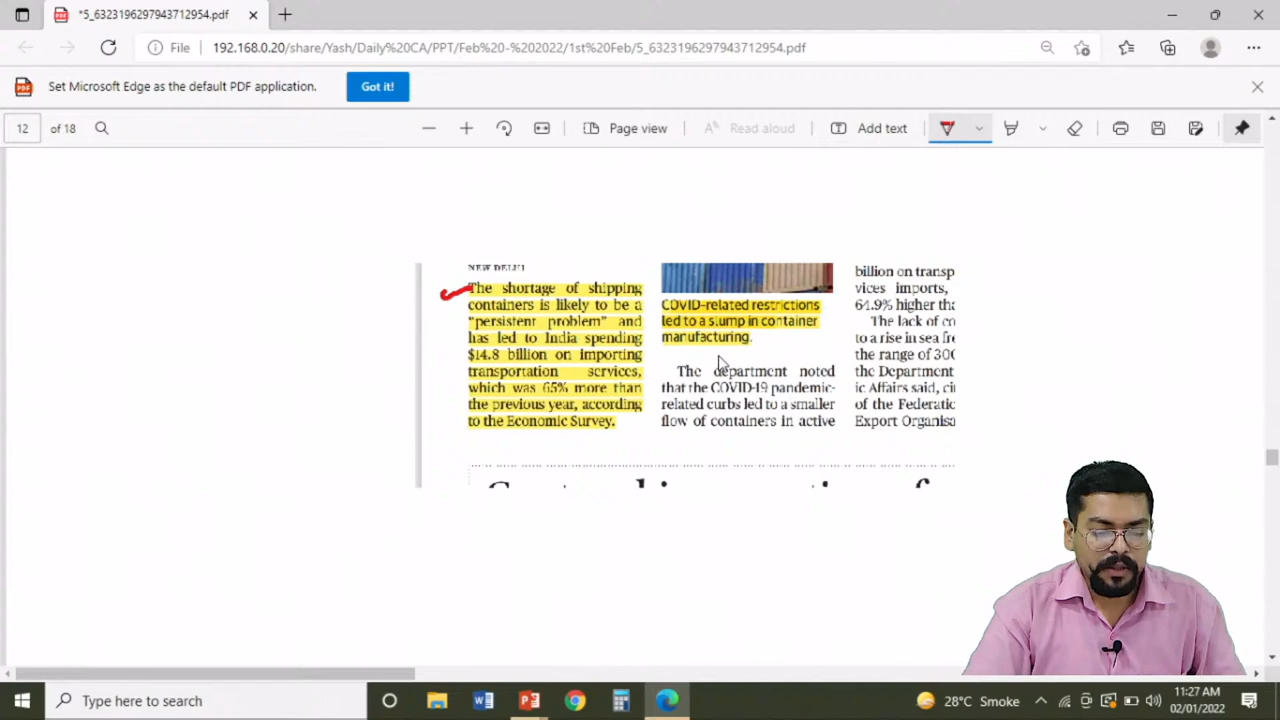 *5_6323196297943712954.pdf
File 192.168.0.20/share/Yash/Daily%20CA/PPT/Feb%20-%202022/1st%20Feb/5_6323196297943712954.pdf
Set Microsoft Edge as the default PDF application. Got it!
12 of 18 Page view Read aloud Add text
NEW DELHI
The shortage of shipping
containers is likely to be a
“persistent problem” and
has led to India spending
$14.8 billion on importing
transportation services,
which was 65% more than
the previous year, according
to the Economic Survey.
COVID-related restrictions
led to a slump in container
manufacturing.
The department noted
that the COVID-19 pandemic-
related curbs led to a smaller
flow of containers in active
billion on transp
vices imports,
64.9% higher tha
The lack of co
to a rise in sea fre
the range of 300
the Department
ic Affairs said, ci
of the Federatio
Export Organisa
Type here to search
28°C Smoke
11:27 AM
02/01/2022